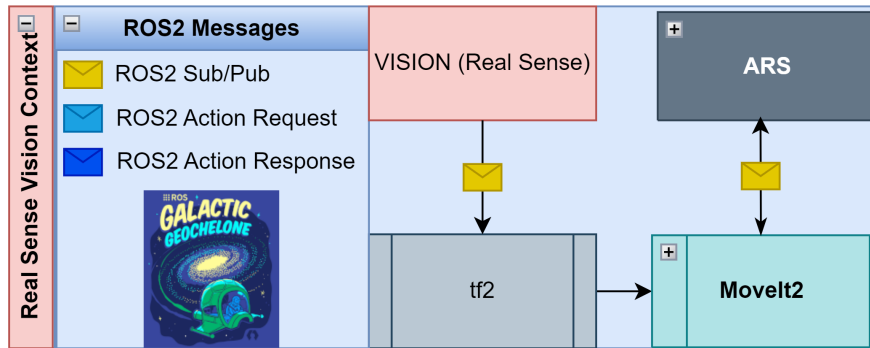 Real Sense Vision Context
ROS2 Messages
ROS2 Sub/Pub
ROS2 Action Request
ROS2 Action Response
ROS
GALACTIC
GEOCHELONE
VISION (Real Sense)
ARS
tf2
MoveIt2